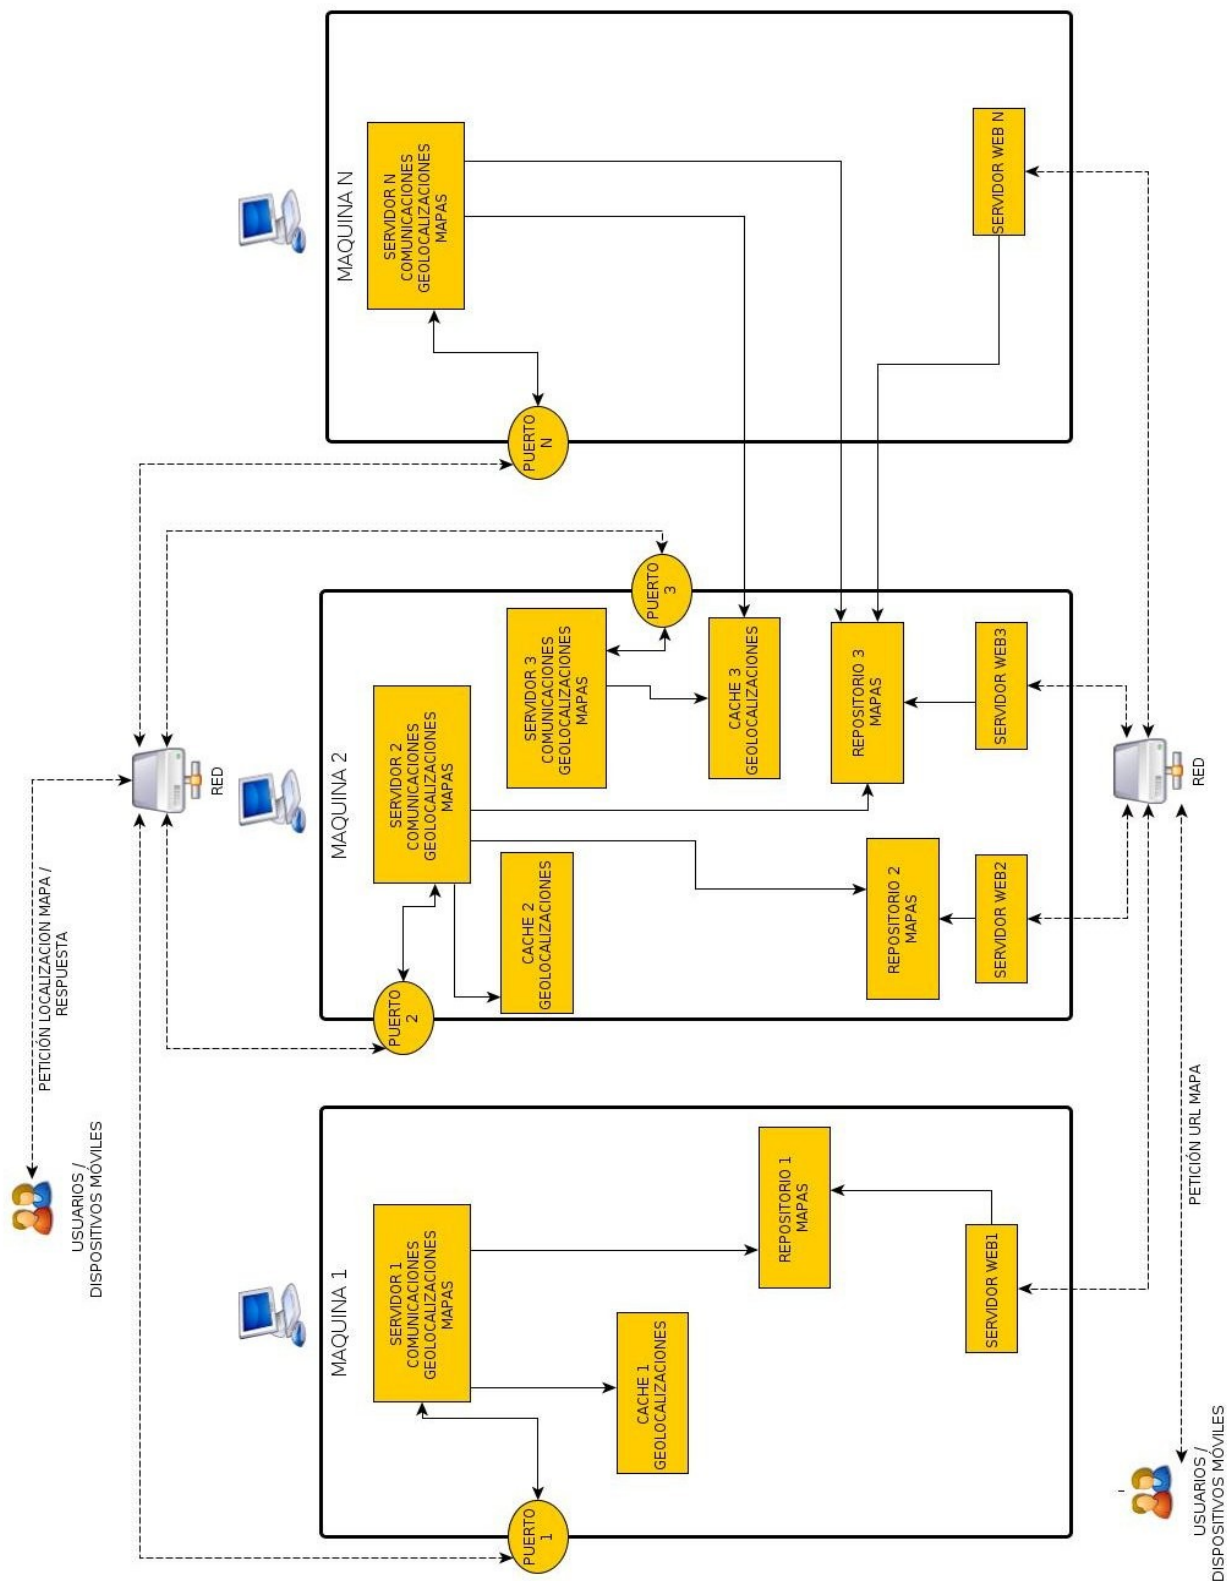 USUARIOS /
DISPOSITIVOS MÓVILES
PETICIÓN LOCALIZACION MAPA /
RESPUESTA
RED
MAQUINA 1
SERVIDOR 1
COMUNICACIONES
GEOLOCALIZACIONES
MAPAS
PUERTO
1
CACHE 1
GEOLOCALIZACIONES
REPOSITORIO 1
MAPAS
SERVIDOR WEB1
MAQUINA 2
SERVIDOR 2
COMUNICACIONES
GEOLOCALIZACIONES
MAPAS
PUERTO
2
CACHE 2
GEOLOCALIZACIONES
SERVIDOR 3
COMUNICACIONES
GEOLOCALIZACIONES
MAPAS
PUERTO
3
CACHE 3
GEOLOCALIZACIONES
REPOSITORIO 2
MAPAS
REPOSITORIO 3
MAPAS
SERVIDOR WEB2
SERVIDOR WEB3
MAQUINA N
SERVIDOR N
COMUNICACIONES
GEOLOCALIZACIONES
MAPAS
PUERTO
N
SERVIDOR WEB N
USUARIOS /
DISPOSITIVOS MÓVILES
PETICIÓN URL MAPA
RED